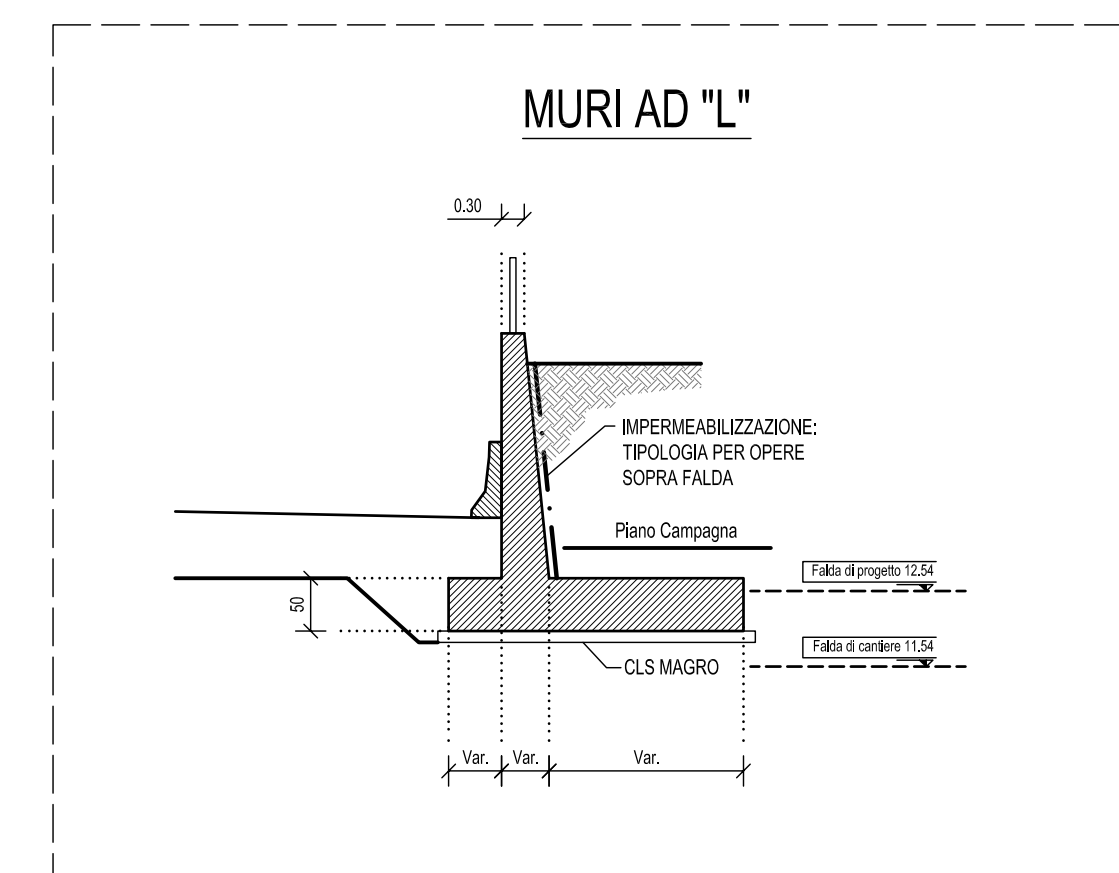 MURI AD "L"
0.30
IMPERMEABILIZZAZIONE:
TIPOLOGIA PER OPERE
SOPRA FALDA
Piano Campagna
Falda di progetto 12.54
50
Falda di cantiere 11.54
CLS MAGRO
Var.
Var.
Var.